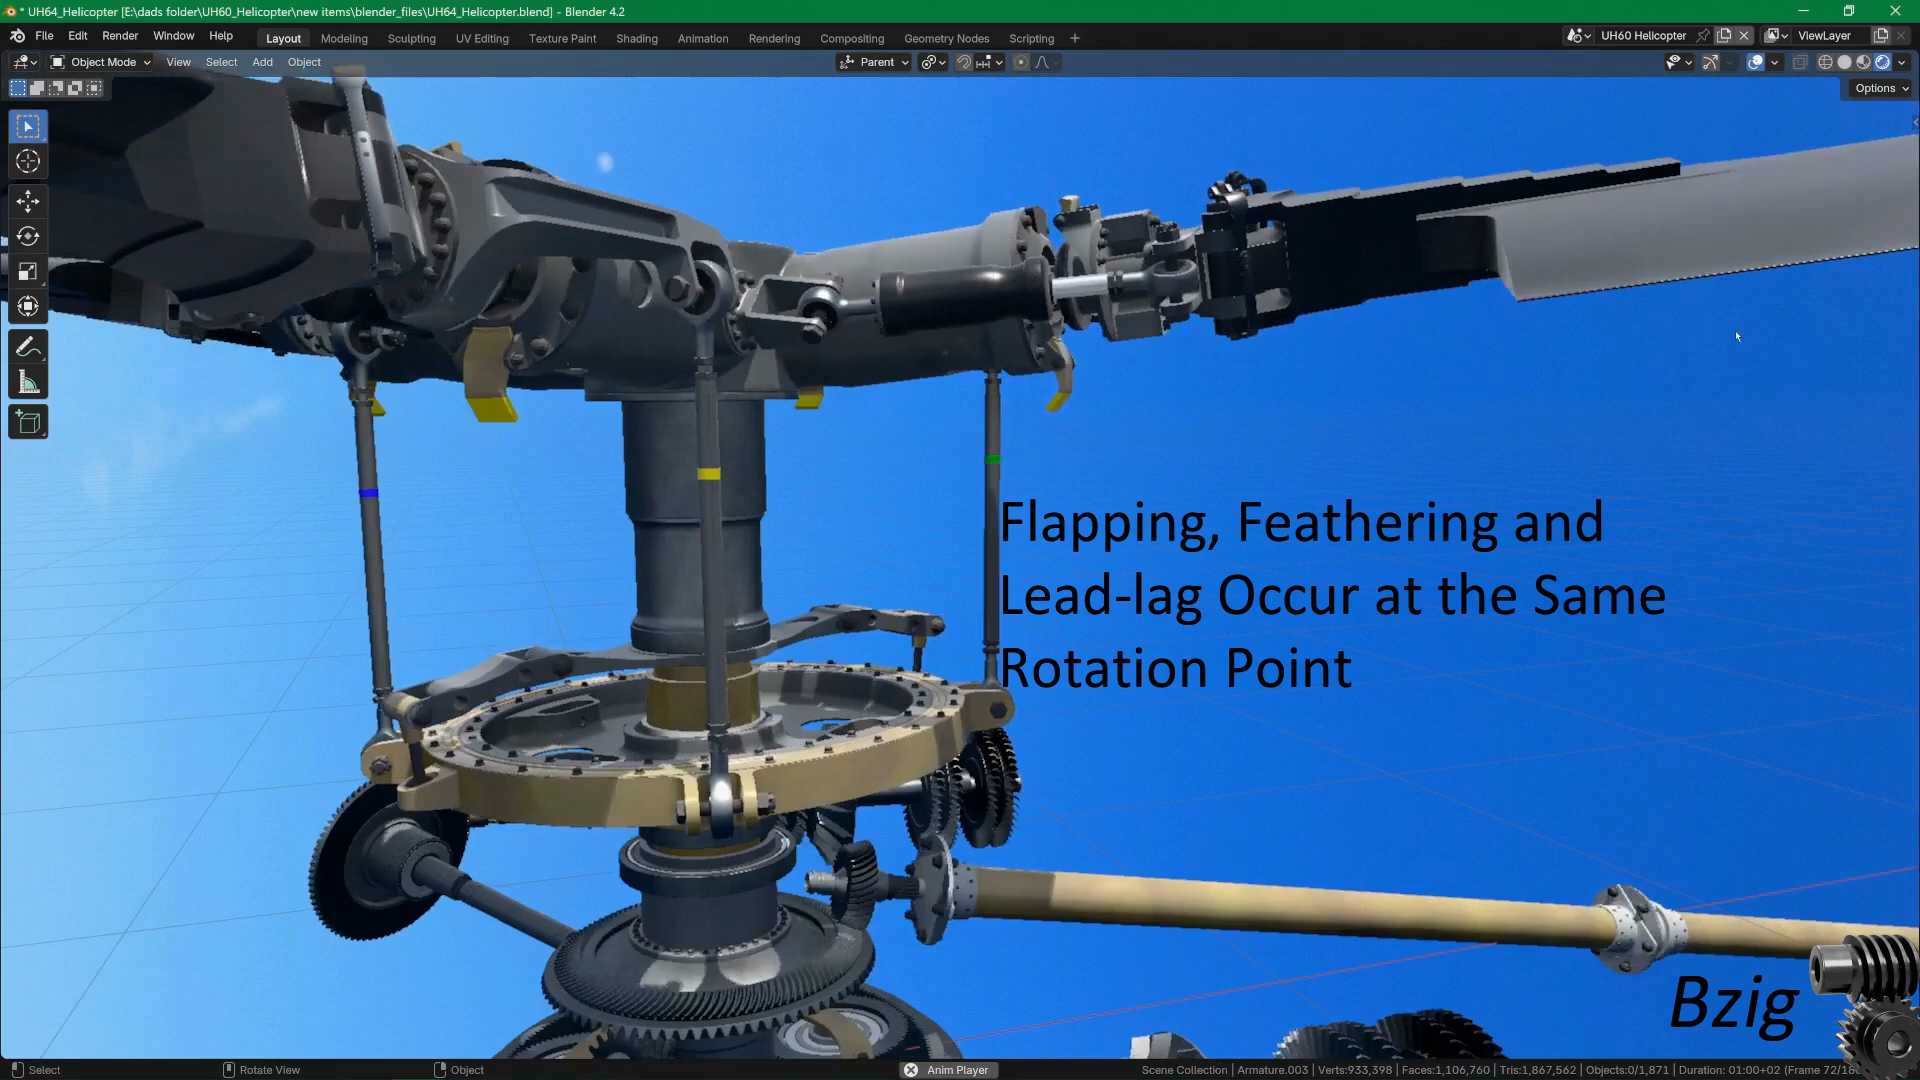 * UH64_Helicopter [E:\dads folder\UH60_Helicopter\new items\blender_files\UH64_Helicopter.blend] - Blender 4.2
File Edit Render Window Help Layout Modeling Sculpting UV Editing Texture Paint Shading Animation Rendering Compositing Geometry Nodes Scripting + UH60 Helicopter ViewLayer
Object Mode View Select Add Object Parent
Options
Flapping, Feathering and
Lead-lag Occur at the Same
Rotation Point
Bzig
Select Rotate View Object Anim Player Scene Collection | Armature.003 | Verts:933,398 | Faces:1,106,760 | Tris:1,867,562 | Objects:0/1,871 | Duration: 01:00+02 (Frame 72/18